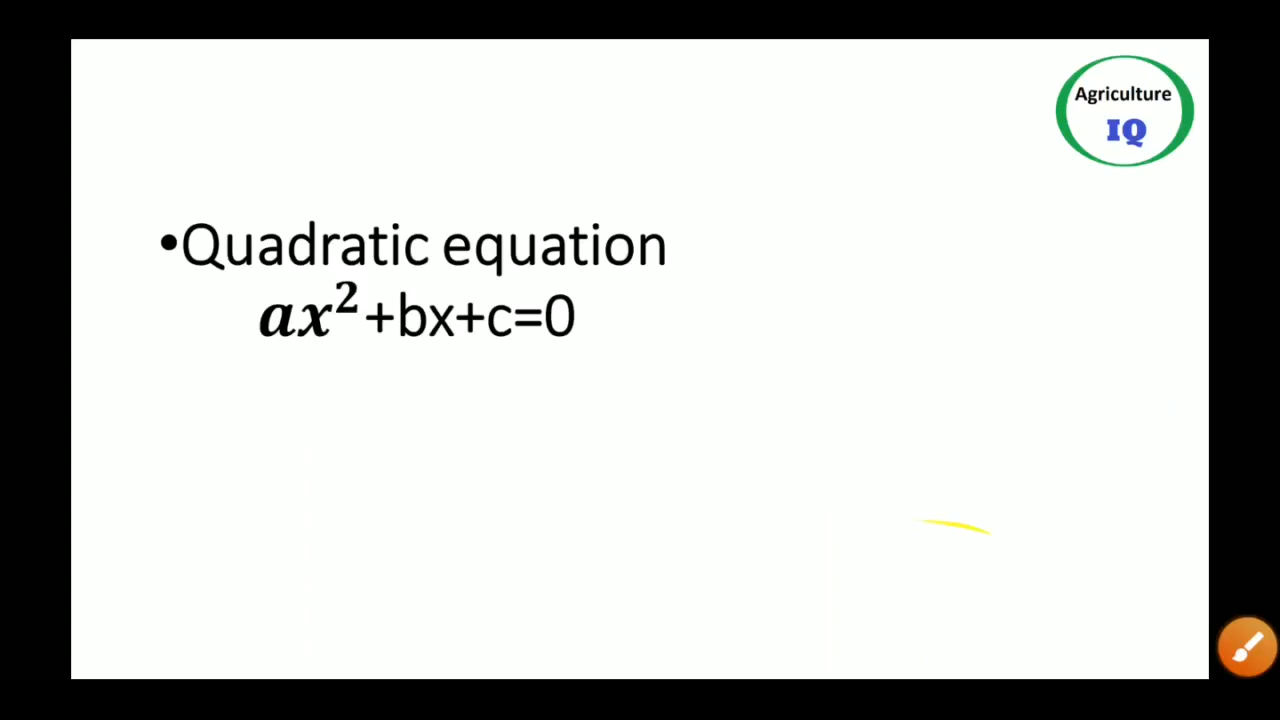 Agriculture
IQ
•Quadratic equation
ax²+bx+c=0